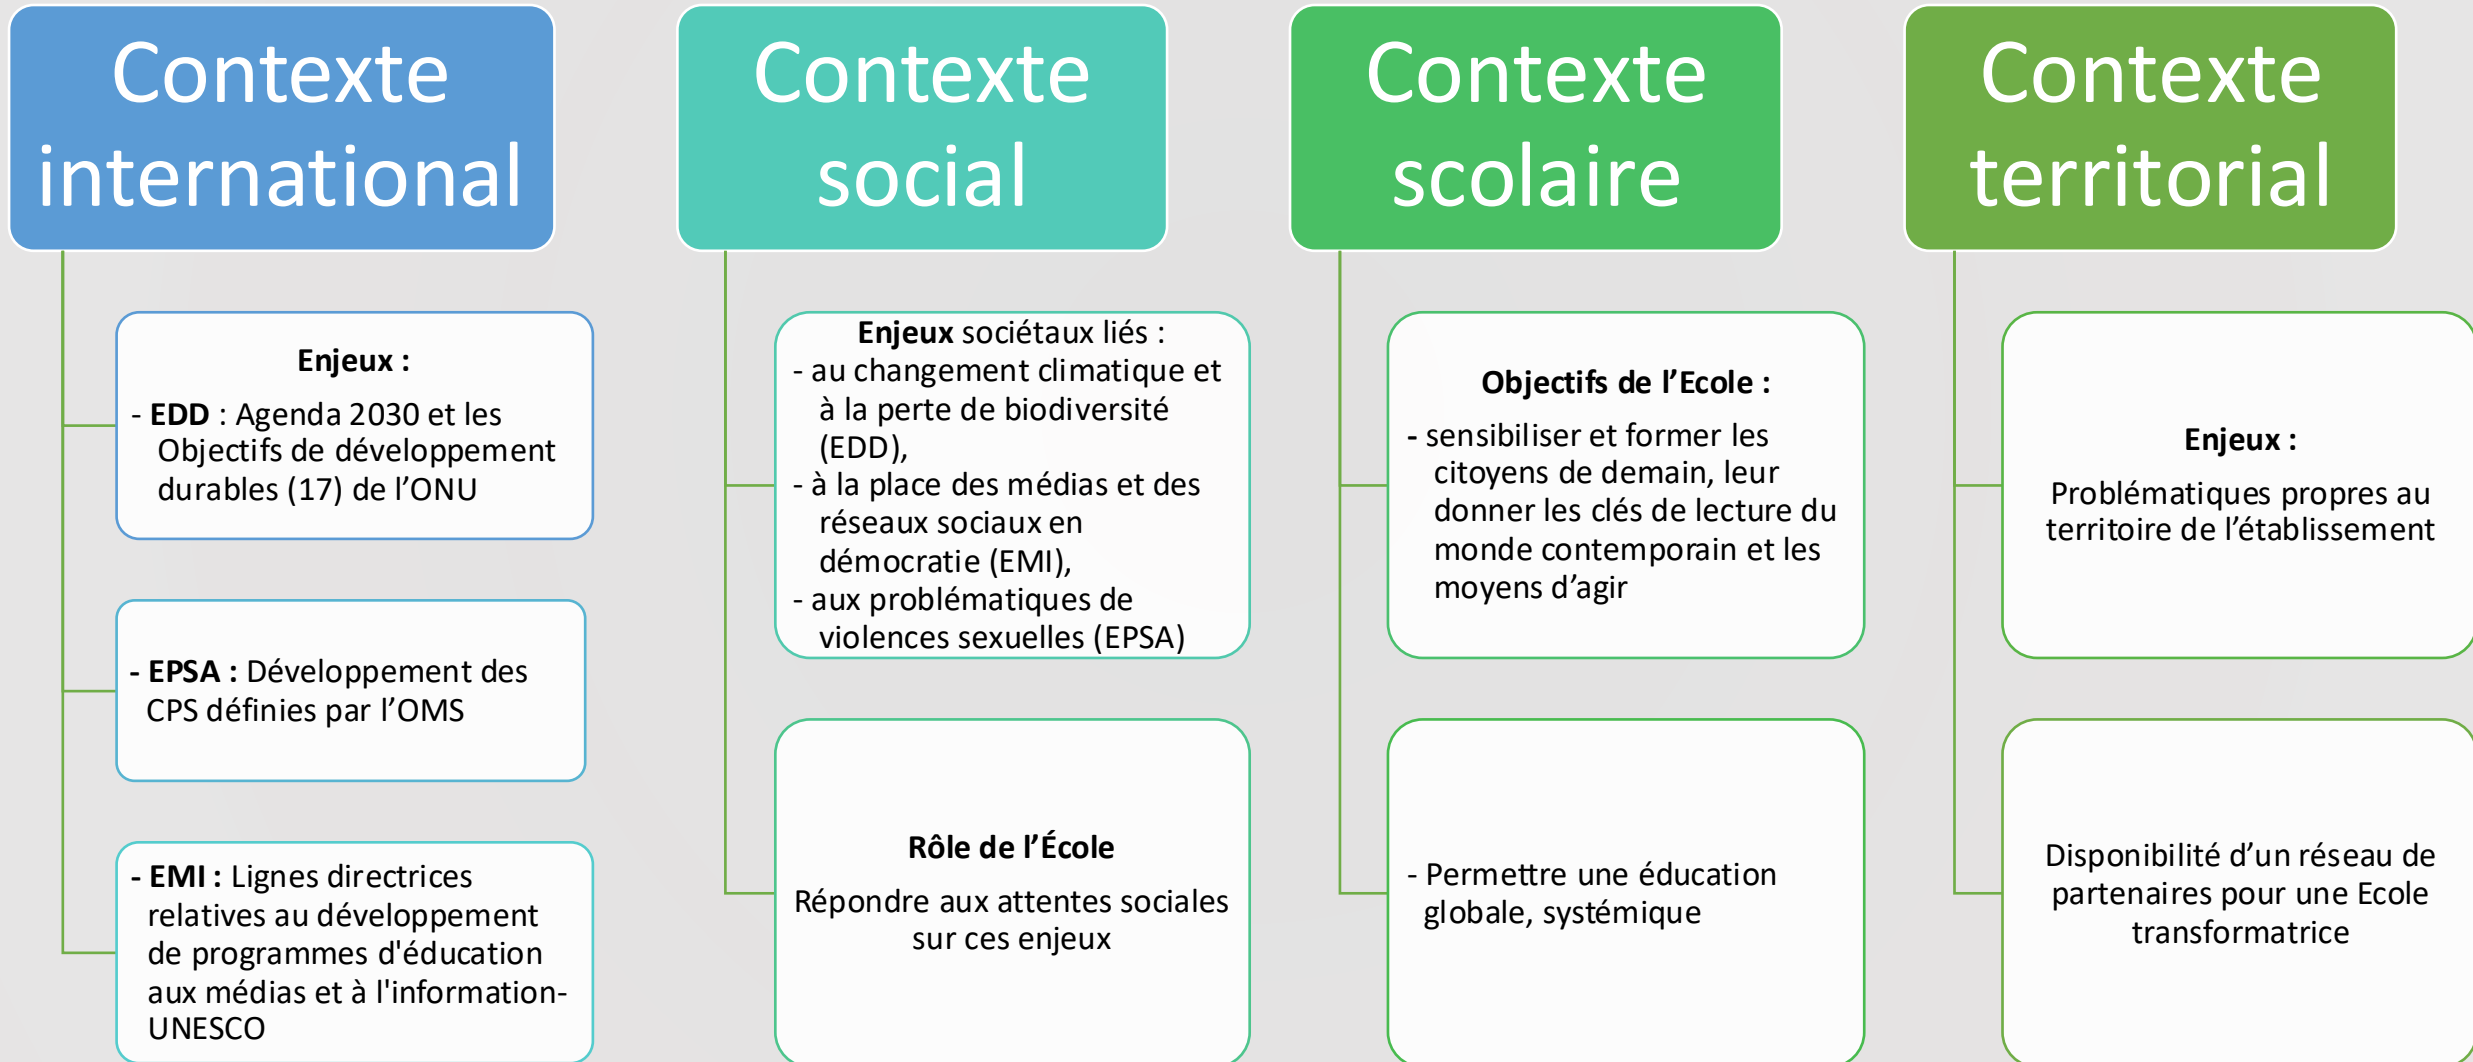 Contexte
international
Enjeux :
- EDD : Agenda 2030 et les
Objectifs de développement
durables (17) de l’ONU
- EPSA : Développement des
CPS définies par l’OMS
- EMI : Lignes directrices
relatives au développement
de programmes d'éducation
aux médias et à l'information-
UNESCO
Contexte
social
Enjeux sociétaux liés :
- au changement climatique et
à la perte de biodiversité
(EDD),
- à la place des médias et des
réseaux sociaux en
démocratie (EMI),
- aux problématiques de
violences sexuelles (EPSA)
Rôle de l’École
Répondre aux attentes sociales
sur ces enjeux
Contexte
scolaire
Objectifs de l’Ecole :
- sensibiliser et former les
citoyens de demain, leur
donner les clés de lecture du
monde contemporain et les
moyens d’agir
- Permettre une éducation
globale, systémique
Contexte
territorial
Enjeux :
Problématiques propres au
territoire de l’établissement
Disponibilité d’un réseau de
partenaires pour une Ecole
transformatrice